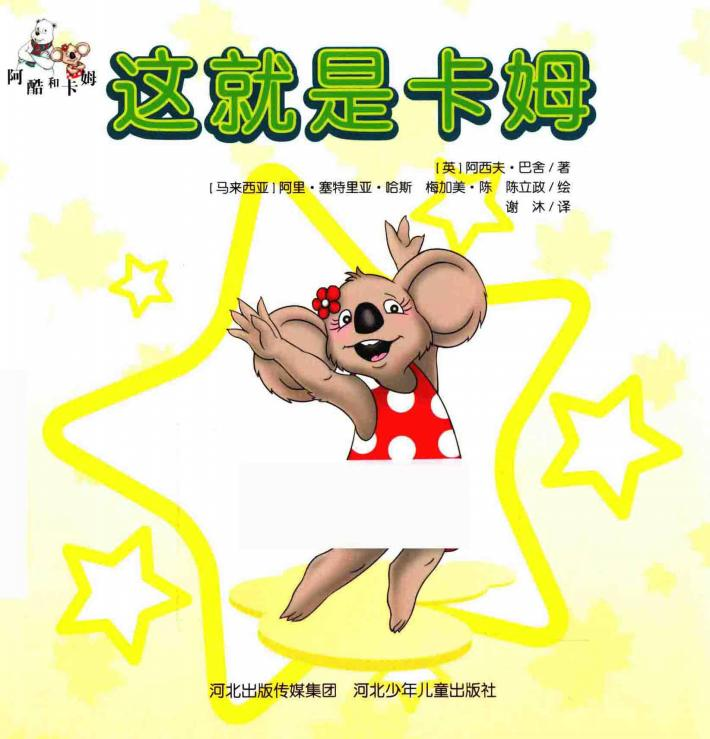 阿酷和卡姆
这就是卡姆
[英]阿西夫·巴舍/著
[马来西亚]阿里·塞特里亚·哈斯 梅加美·陈 陈立政/绘
谢 沐/译
河北出版传媒集团 河北少年儿童出版社